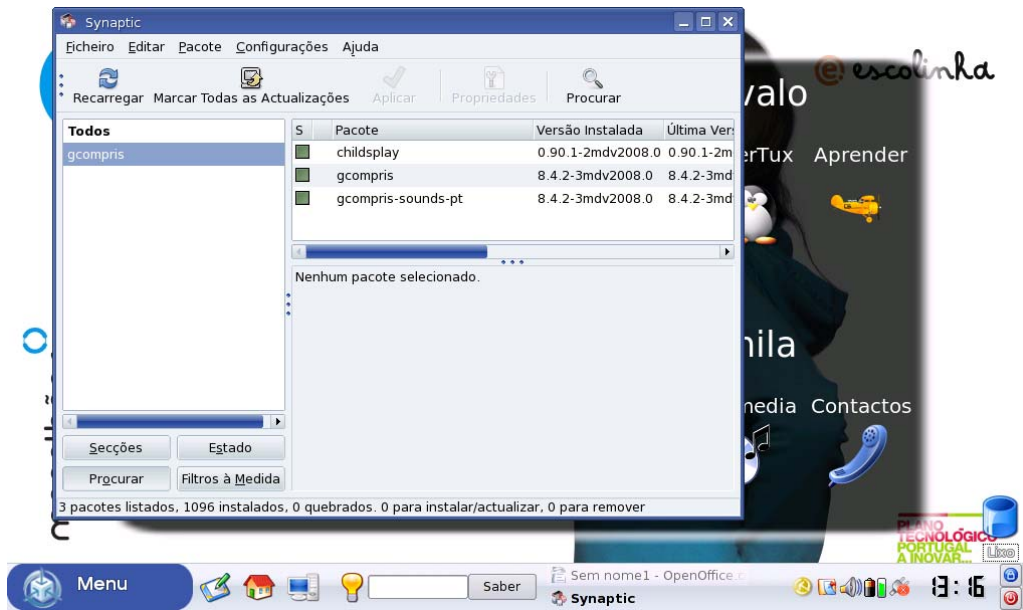 Synaptic
Ficheiro Editar Pacote Configurações Ajuda
Recarregar Marcar Todas as Actualizações Aplicar Propriedades Procurar
Todos
gcompris
S Pacote Versão Instalada Última Ver
childsplay 0.90.1-2mdv2008.0 0.90.1-2m
gcompris 8.4.2-3mdv2008.0 8.4.2-3md
gcompris-sounds-pt 8.4.2-3mdv2008.0 8.4.2-3md
Nenhum pacote selecionado.
Secções Estado
Procurar Filtros à Medida
3 pacotes listados, 1096 instalados, 0 quebrados. 0 para instalar/actualizar, 0 para remover
e escolinha
valo
erTux Aprender
hila
media Contactos
PLANO
TECNOLÓGICO
PORTUGAL
A INOVAR...
Lixo
Menu
Saber
Sem nome1 - OpenOffice.o
Synaptic
13:16